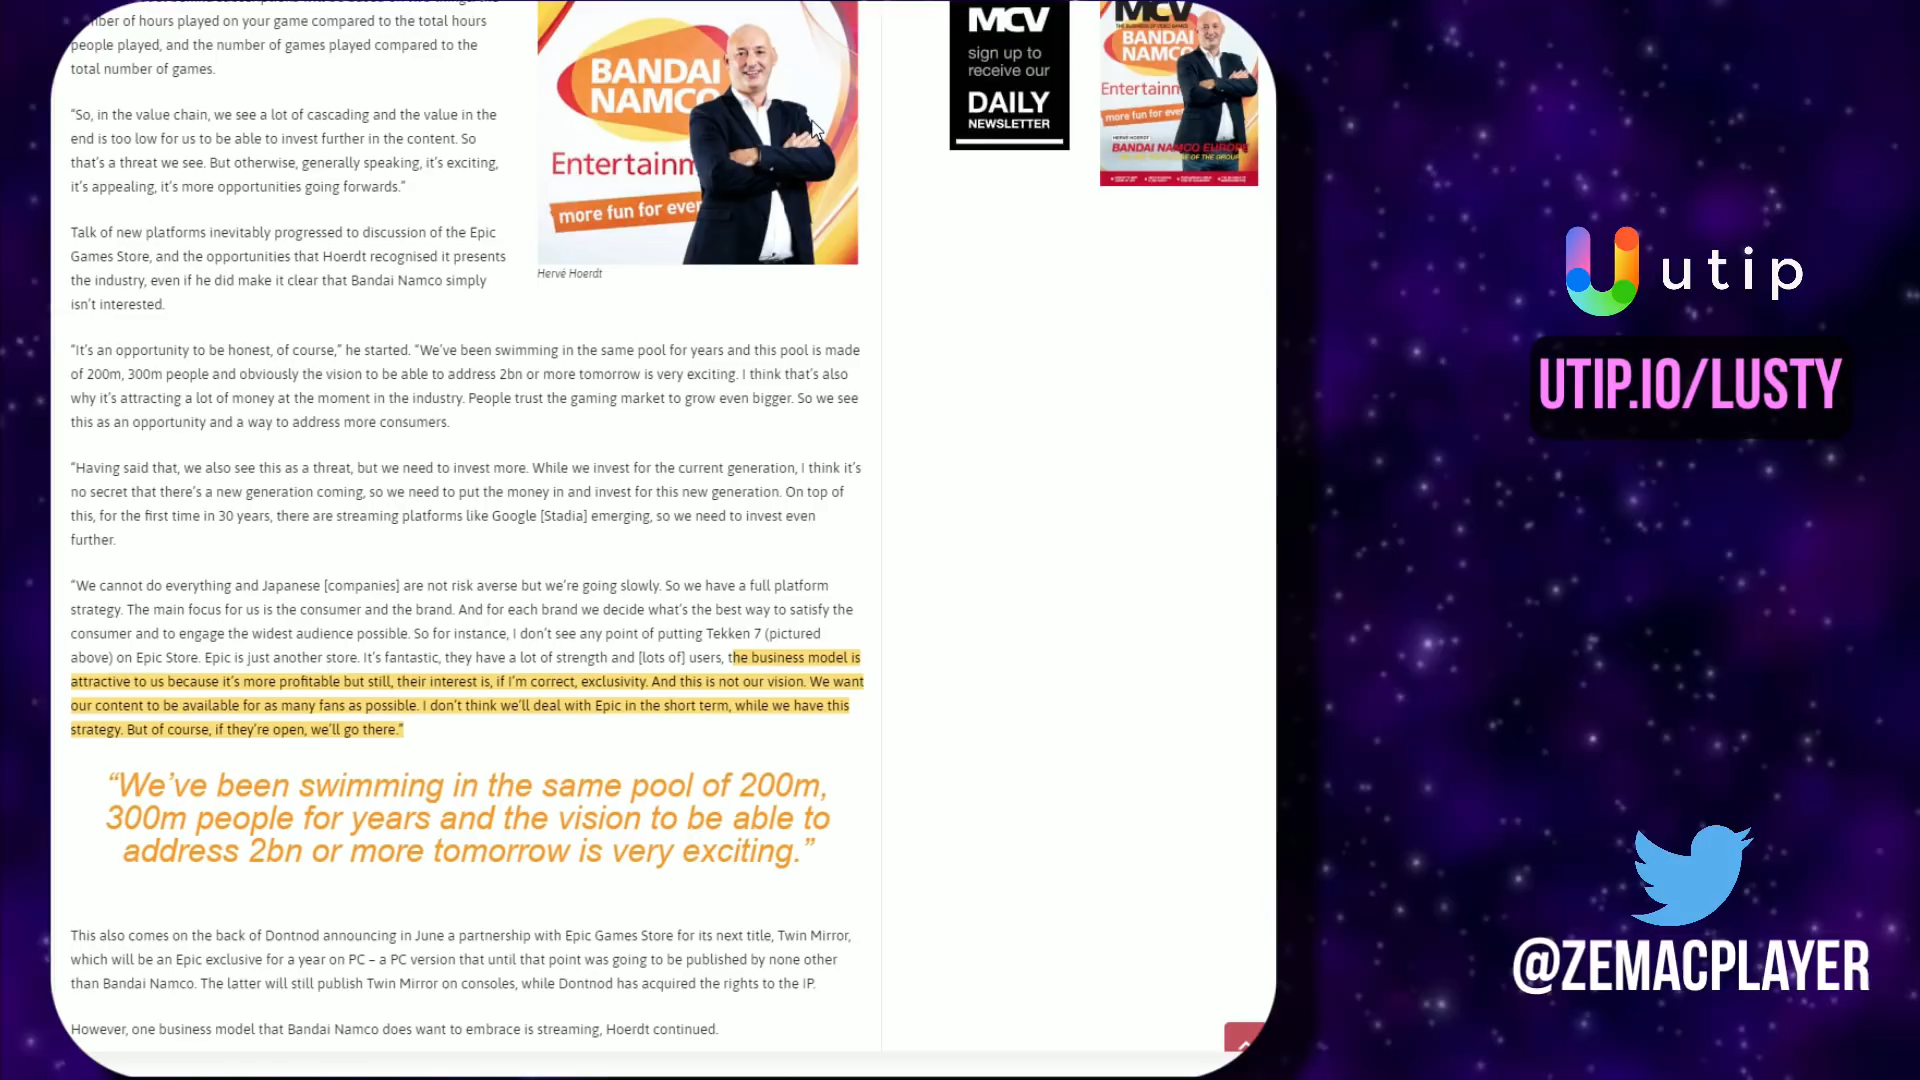 of hours played on your game compared to the total hours
people played, and the number of games played compared to the
total number of games.
“So, in the value chain, we see a lot of cascading and the value in the
end is too low for us to be able to invest further in the content. So
that’s a threat we see. But otherwise, generally speaking, it’s exciting,
it’s appealing, it’s more opportunities going forwards.”
Talk of new platforms inevitably progressed to discussion of the Epic
Games Store, and the opportunities that Hoerdt recognised it presents
the industry, even if he did make it clear that Bandai Namco simply
isn’t interested.
BANDAI
NAMCO
Entertainm
more fun for ever
Hervé Hoerdt
“It’s an opportunity to be honest, of course,” he started. “We’ve been swimming in the same pool for years and this pool is made
of 200m, 300m people and obviously the vision to be able to address 2bn or more tomorrow is very exciting. I think that’s also
why it’s attracting a lot of money at the moment in the industry. People trust the gaming market to grow even bigger. So we see
this as an opportunity and a way to address more consumers.
“Having said that, we also see this as a threat, but we need to invest more. While we invest for the current generation, I think it’s
no secret that there’s a new generation coming, so we need to put the money in and invest for this new generation. On top of
this, for the first time in 30 years, there are streaming platforms like Google [Stadia] emerging, so we need to invest even
further.
“We cannot do everything and Japanese [companies] are not risk averse but we’re going slowly. So we have a full platform
strategy. The main focus for us is the consumer and the brand. And for each brand we decide what’s the best way to satisfy the
consumer and to engage the widest audience possible. So for instance, I don’t see any point of putting Tekken 7 (pictured
above) on Epic Store. Epic is just another store. It’s fantastic, they have a lot of strength and [lots of] users, the business model is
attractive to us because it’s more profitable but still, their interest is, if I’m correct, exclusivity. And this is not our vision. We want
our content to be available for as many fans as possible. I don’t think we’ll deal with Epic in the short term, while we have this
strategy. But of course, if they’re open, we’ll go there.”
“We’ve been swimming in the same pool of 200m,
300m people for years and the vision to be able to
address 2bn or more tomorrow is very exciting.”
This also comes on the back of Dontnod announcing in June a partnership with Epic Games Store for its next title, Twin Mirror,
which will be an Epic exclusive for a year on PC – a PC version that until that point was going to be published by none other
than Bandai Namco. The latter will still publish Twin Mirror on consoles, while Dontnod has acquired the rights to the IP.
However, one business model that Bandai Namco does want to embrace is streaming, Hoerdt continued.
MCV
sign up to
receive our
DAILY
NEWSLETTER
MCV
BANDAI
NAMCO
Entertainm
more fun for eve
HERVÉ HOERDT
BANDAI NAMCO EUROPE
utip
UTIP.IO/LUSTY
@ZEMACPLAYER